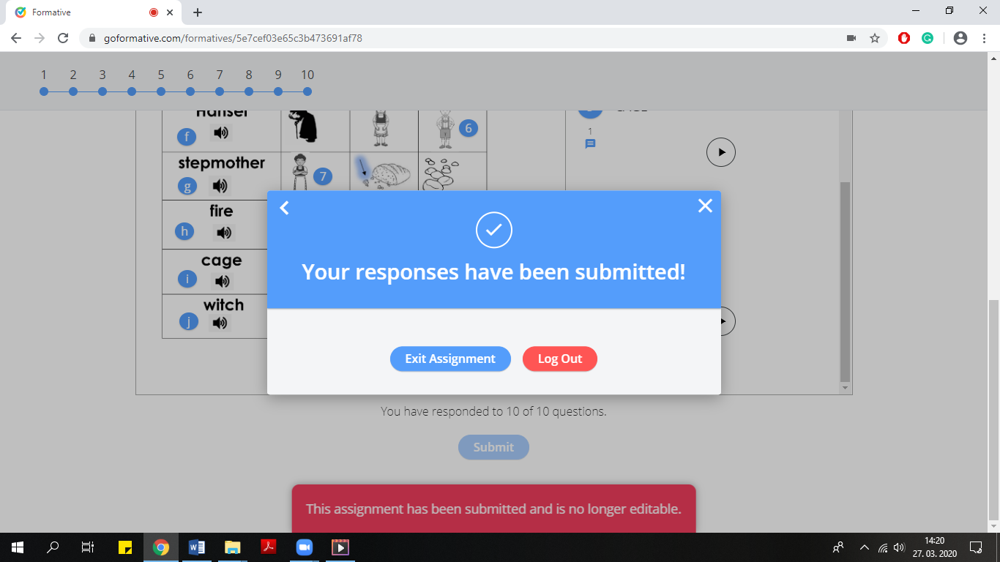 Formative
goformative.com/formatives/5e7cef03e65c3b473691af78
1 2 3 4 5 6 7 8 9 10
Hansel
f
6
1
stepmother
g
7
fire
h
cage
i
witch
j
Your responses have been submitted!
Exit Assignment Log Out
You have responded to 10 of 10 questions.
Submit
This assignment has been submitted and is no longer editable.
14:20
27. 03. 2020